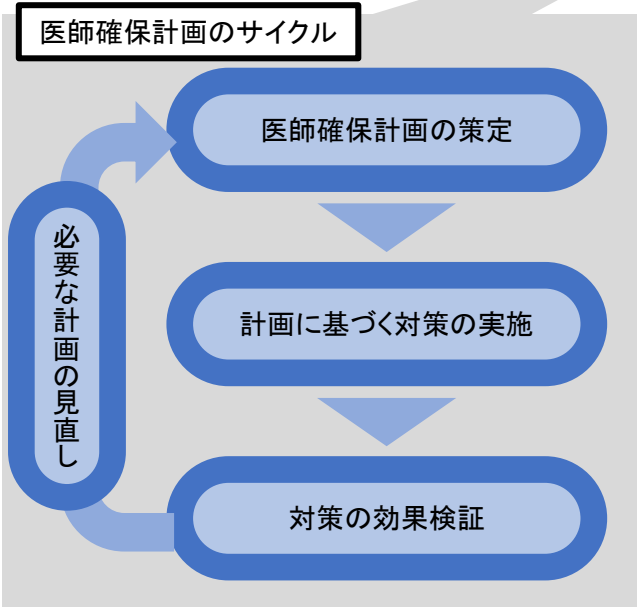 医師確保計画のサイクル
医師確保計画の策定
計画に基づく対策の実施
対策の効果検証
必要な計画の見直し